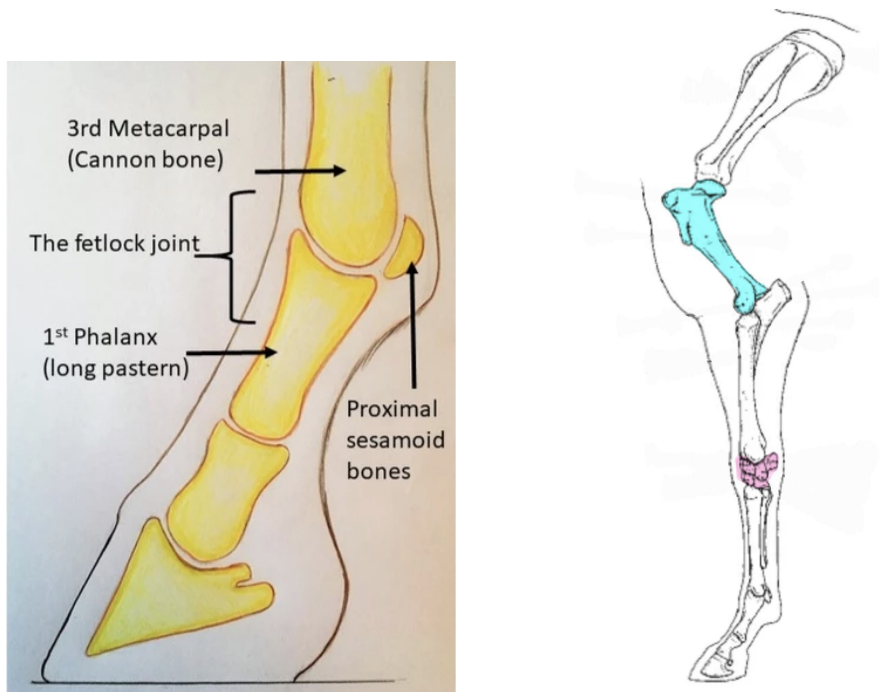 3rd Metacarpal
(Cannon bone)
The fetlock joint
1st Phalanx
(long pastern)
Proximal
sesamoid
bones